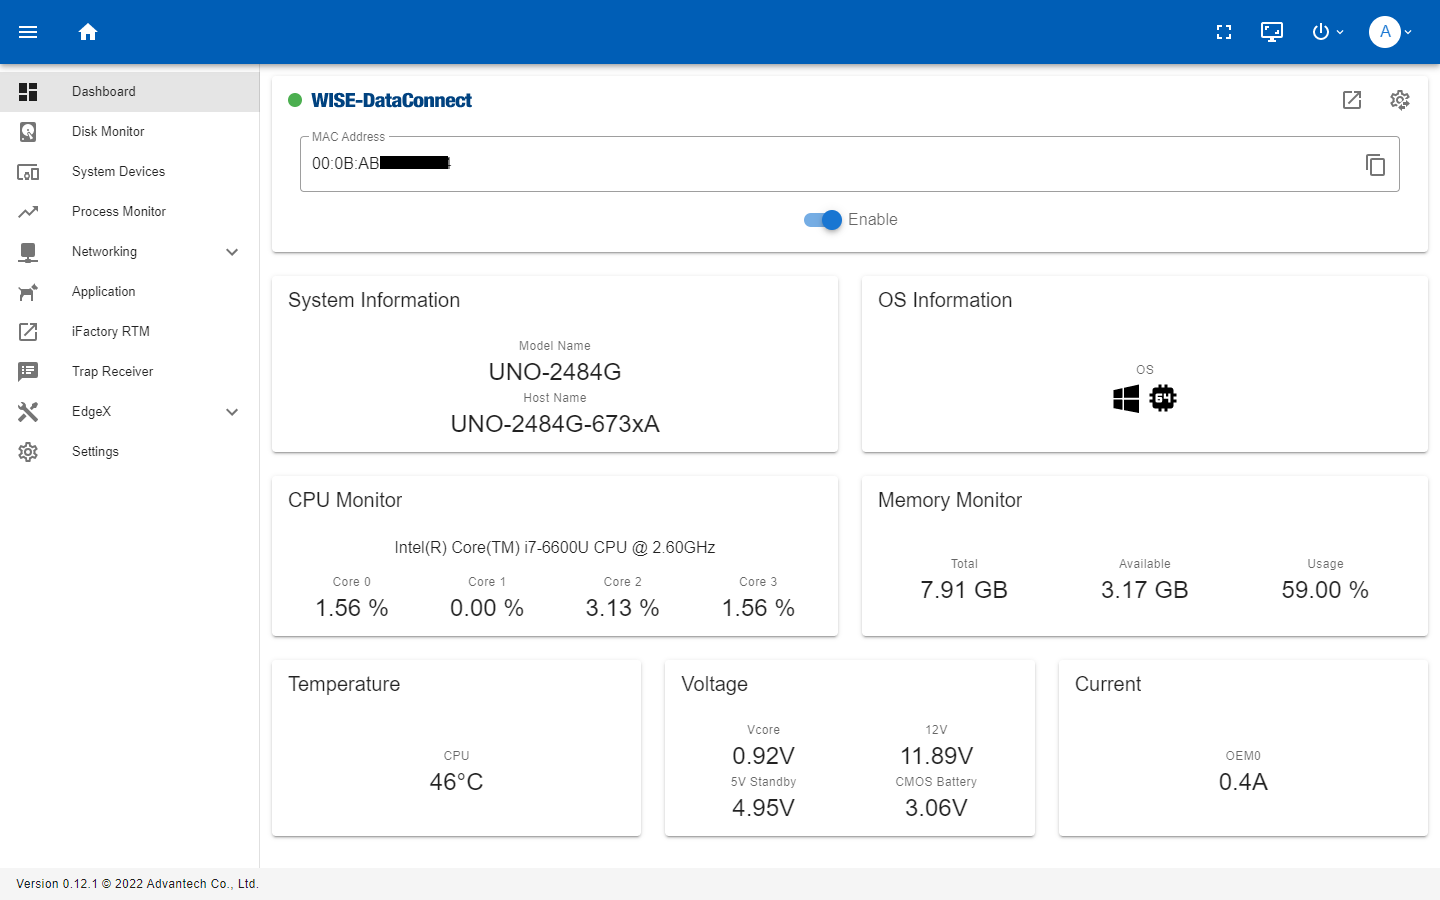 A
Dashboard
Disk Monitor
System Devices
Process Monitor
Networking
Application
iFactory RTM
Trap Receiver
EdgeX
Settings
WISE-DataConnect
MAC Address
00:0B:AB
Enable
System Information
Model Name
UNO-2484G
Host Name
UNO-2484G-673xA
OS Information
OS
64
CPU Monitor
Intel(R) Core(TM) i7-6600U CPU @ 2.60GHz
Core 0 Core 1 Core 2 Core 3
1.56 % 0.00 % 3.13 % 1.56 %
Memory Monitor
Total Available Usage
7.91 GB 3.17 GB 59.00 %
Temperature
CPU
46°C
Voltage
Vcore 12V
0.92V 11.89V
5V Standby CMOS Battery
4.95V 3.06V
Current
OEM0
0.4A
Version 0.12.1 © 2022 Advantech Co., Ltd.